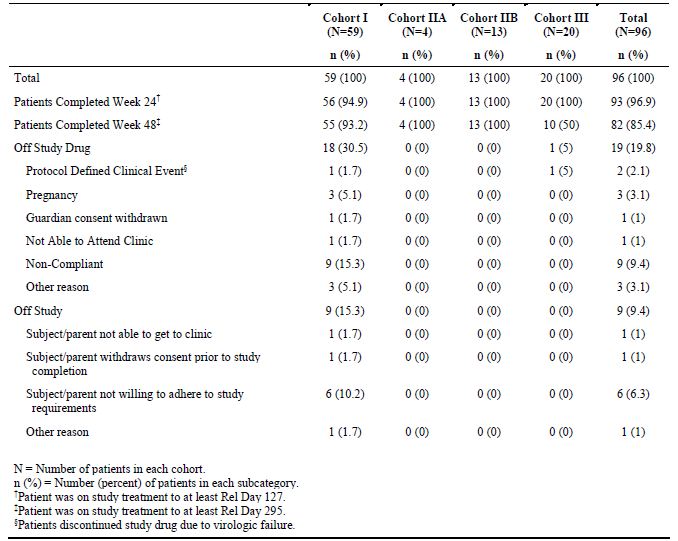 Cohort I Cohort IIA Cohort IIB Cohort III Total
(N=59) (N=4) (N=13) (N=20) (N=96)
n (%) n (%) n (%) n (%) n (%)
Total 59 (100) 4 (100) 13 (100) 20 (100) 96 (100)
Patients Completed Week 24† 56 (94.9) 4 (100) 13 (100) 20 (100) 93 (96.9)
Patients Completed Week 48‡ 55 (93.2) 4 (100) 13 (100) 10 (50) 82 (85.4)
Off Study Drug 18 (30.5) 0 (0) 0 (0) 1 (5) 19 (19.8)
Protocol Defined Clinical Event§ 1 (1.7) 0 (0) 0 (0) 1 (5) 2 (2.1)
Pregnancy 3 (5.1) 0 (0) 0 (0) 0 (0) 3 (3.1)
Guardian consent withdrawn 1 (1.7) 0 (0) 0 (0) 0 (0) 1 (1)
Not Able to Attend Clinic 1 (1.7) 0 (0) 0 (0) 0 (0) 1 (1)
Non-Compliant 9 (15.3) 0 (0) 0 (0) 0 (0) 9 (9.4)
Other reason 3 (5.1) 0 (0) 0 (0) 0 (0) 3 (3.1)
Off Study 9 (15.3) 0 (0) 0 (0) 0 (0) 9 (9.4)
Subject/parent not able to get to clinic 1 (1.7) 0 (0) 0 (0) 0 (0) 1 (1)
Subject/parent withdraws consent prior to study 1 (1.7) 0 (0) 0 (0) 0 (0) 1 (1)
completion
Subject/parent not willing to adhere to study 6 (10.2) 0 (0) 0 (0) 0 (0) 6 (6.3)
requirements
Other reason 1 (1.7) 0 (0) 0 (0) 0 (0) 1 (1)
N = Number of patients in each cohort.
n (%) = Number (percent) of patients in each subcategory.
†Patient was on study treatment to at least Rel Day 127.
‡Patient was on study treatment to at least Rel Day 295.
§Patients discontinued study drug due to virologic failure.